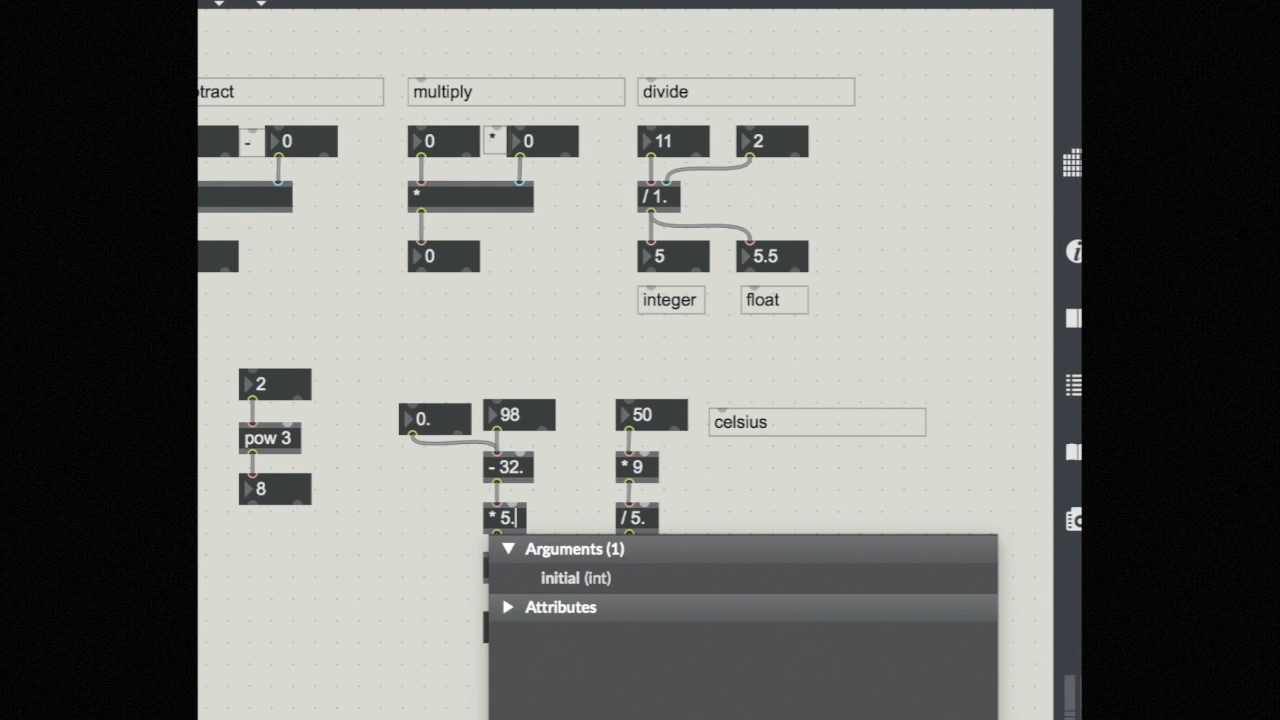 multiply
divide
- 0
0 * 0
11
2
*
/ 1.
0
5
5.5
integer
float
2
0.
98
50
celsius
pow 3
- 32.
* 9
8
* 5.
/ 5.
Arguments (1)
initial (int)
Attributes